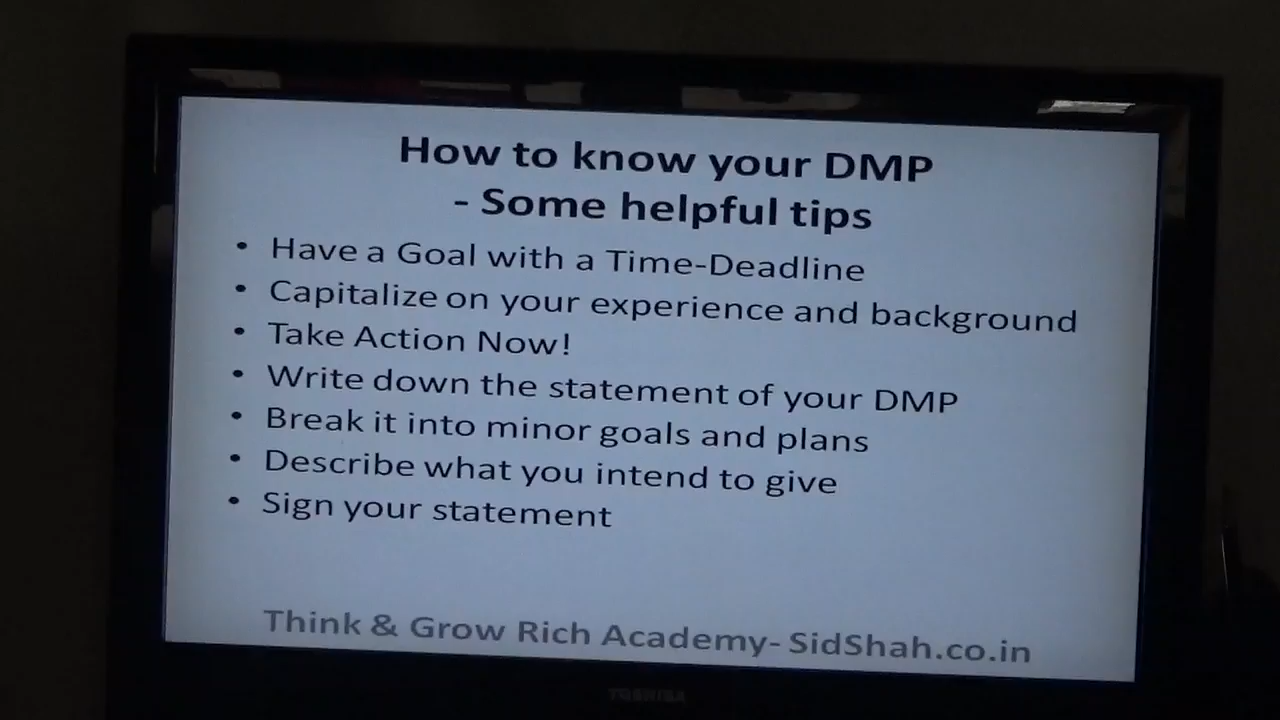 How to know your DMP
- Some helpful tips
• Have a Goal with a Time-Deadline
• Capitalize on your experience and background
• Take Action Now!
• Write down the statement of your DMP
• Break it into minor goals and plans
• Describe what you intend to give
• Sign your statement
Think & Grow Rich Academy- SidShah.co.in
TOSHIBA